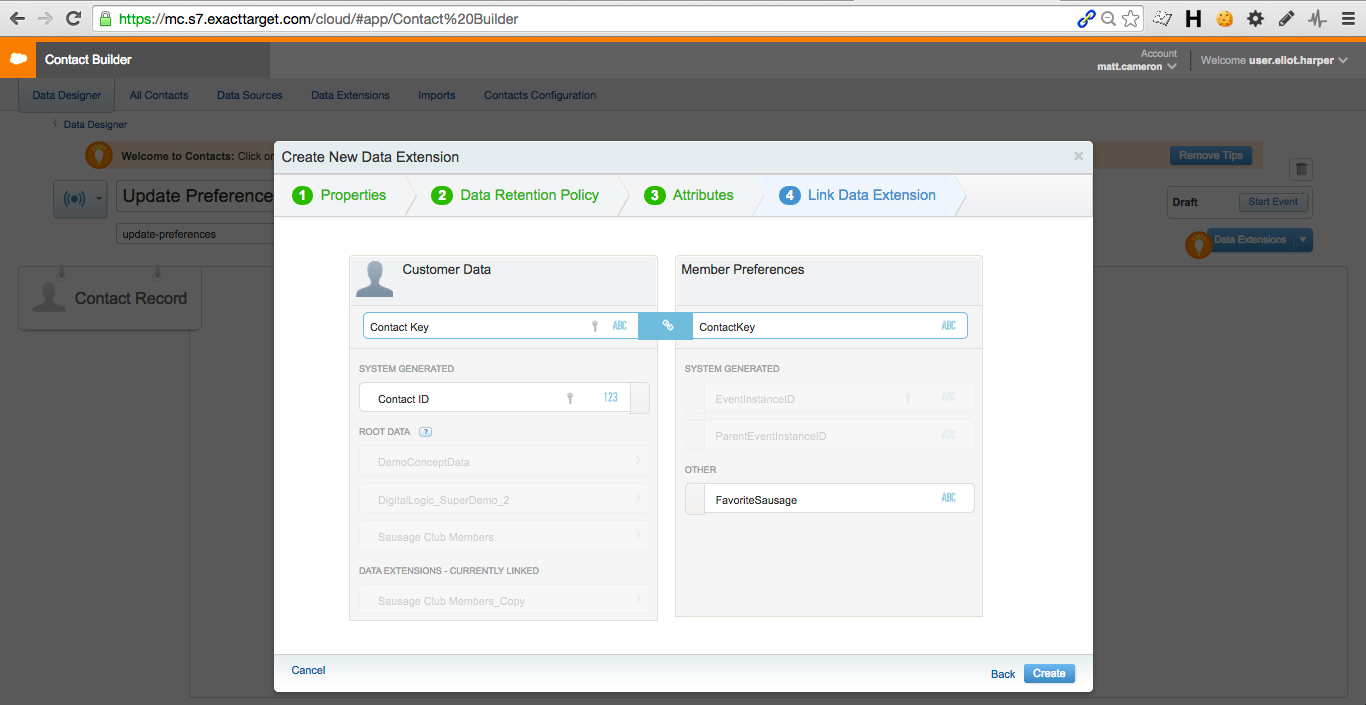 https://mc.s7.exacttarget.com/cloud/#app/Contact%20Builder
H
Contact Builder
Account
matt.cameron
Welcome user.eliot.harper
Data Designer
All Contacts
Data Sources
Data Extensions
Imports
Contacts Configuration
Data Designer
Welcome to Contacts: Click or
Remove Tips
Update Preference
update-preferences
Draft
Start Event
Data Extensions
Contact Record
Create New Data Extension
1 Properties
2 Data Retention Policy
3 Attributes
4 Link Data Extension
Customer Data
Contact Key ABC
SYSTEM GENERATED
Contact ID 123
ROOT DATA ?
DemoConceptData
DigitalLogic_SuperDemo_2
Sausage Club Members
DATA EXTENSIONS - CURRENTLY LINKED
Sausage Club Members_Copy
Member Preferences
ContactKey ABC
SYSTEM GENERATED
EventInstanceID ABC
ParentEventInstanceID ABC
OTHER
FavoriteSausage ABC
Cancel
Back
Create